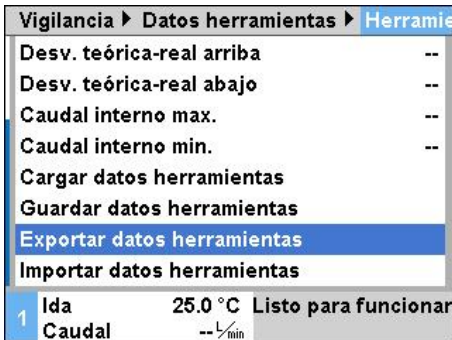 Vigilancia ▶ Datos herramientas ▶ Herramie
Desv. teórica-real arriba --
Desv. teórica-real abajo --
Caudal interno max. --
Caudal interno min. --
Cargar datos herramientas
Guardar datos herramientas
Exportar datos herramientas
Importar datos herramientas
1 Ida 25.0 °C Listo para funcionar
Caudal -- L/min